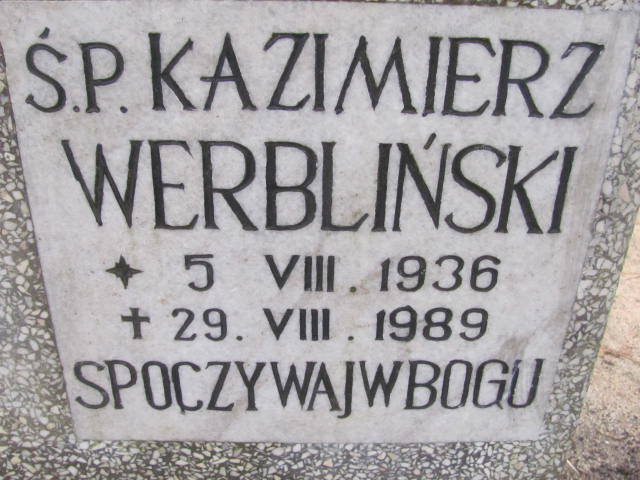 Ś.P. KAZIMIERZ
WERBLIŃSKI
✦ 5 VIII. 1936
✝ 29. VIII. 1989
SPOCZYWAJ W BOGU